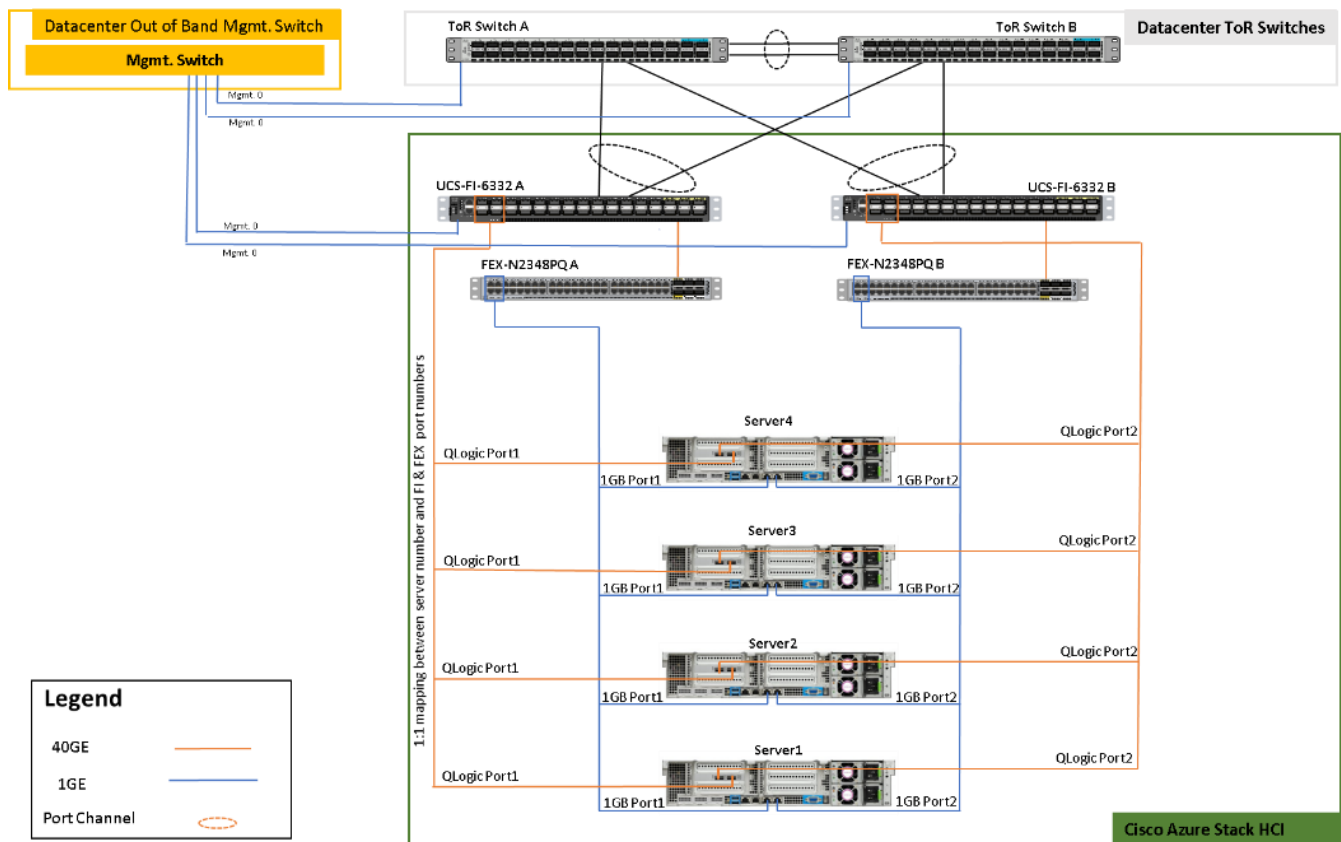 Datacenter Out of Band Mgmt. Switch
Mgmt. Switch
ToR Switch A
ToR Switch B
Datacenter ToR Switches
Mgmt. 0
Mgmt. 0
UCS-FI-6332 A
UCS-FI-6332 B
Mgmt. 0
Mgmt. 0
FEX-N2348PQ A
FEX-N2348PQ B
1:1 mapping between server number and FI & FEX port numbers
Server4
QLogic Port1
QLogic Port2
1GB Port1
1GB Port2
Server3
QLogic Port1
QLogic Port2
1GB Port1
1GB Port2
Server2
QLogic Port1
QLogic Port2
1GB Port1
1GB Port2
Server1
QLogic Port1
QLogic Port2
1GB Port1
1GB Port2
Legend
40GE
1GE
Port Channel
Cisco Azure Stack HCI